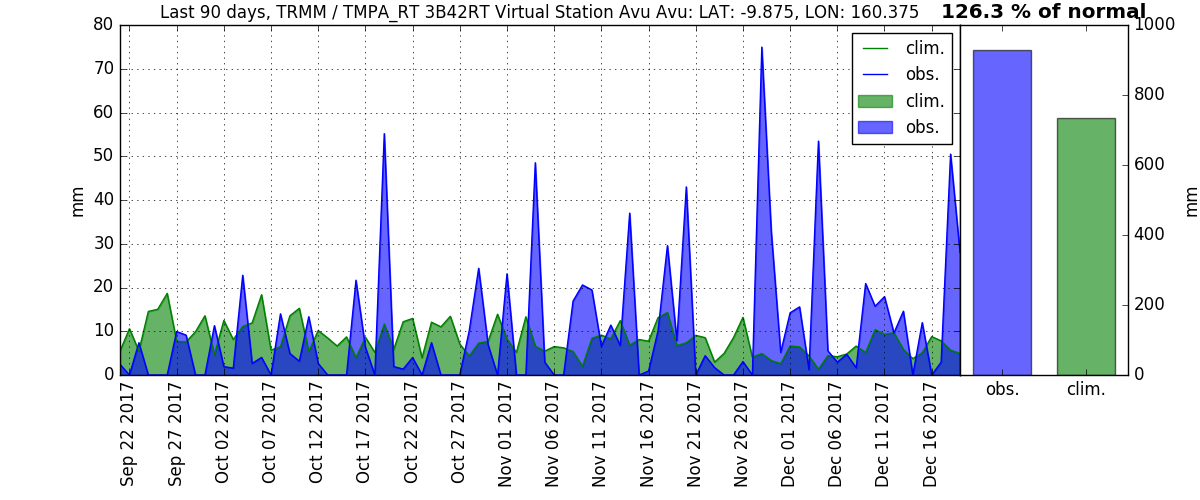 Last 90 days, TRMM / TMPA_RT 3B42RT Virtual Station Avu Avu: LAT: -9.875, LON: 160.375
126.3 % of normal
80
70
60
50
40
30
20
10
0
mm
clim.
obs.
clim.
obs.
1000
800
600
400
200
0
mm
obs.
clim.
Sep 22 2017
Sep 27 2017
Oct 02 2017
Oct 07 2017
Oct 12 2017
Oct 17 2017
Oct 22 2017
Oct 27 2017
Nov 01 2017
Nov 06 2017
Nov 11 2017
Nov 16 2017
Nov 21 2017
Nov 26 2017
Dec 01 2017
Dec 06 2017
Dec 11 2017
Dec 16 2017